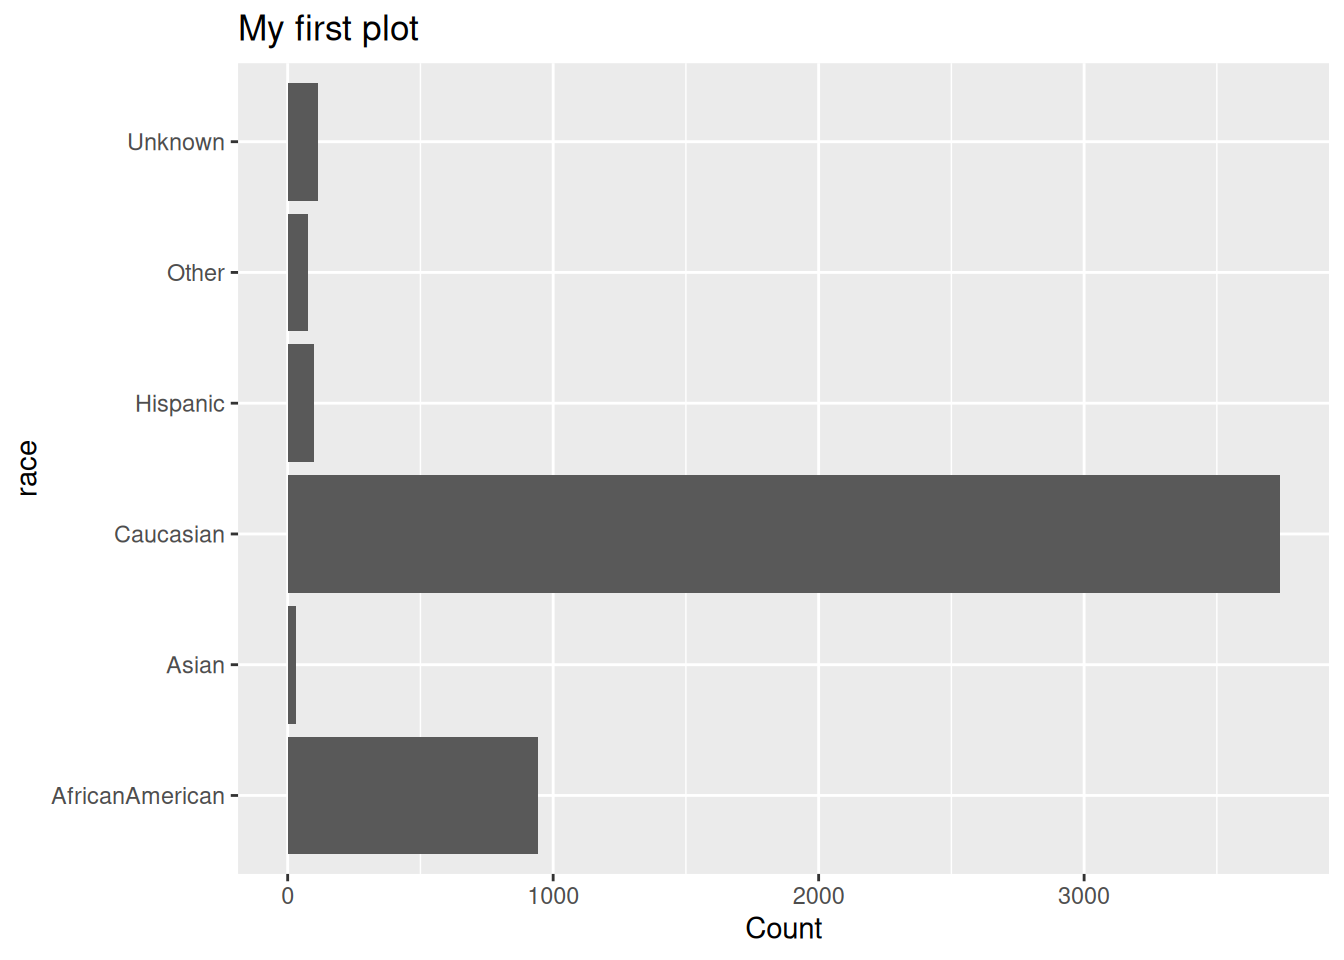 My first plot
Unknown
Other
Hispanic
Caucasian
Asian
AfricanAmerican
race
0 1000 2000 3000
Count